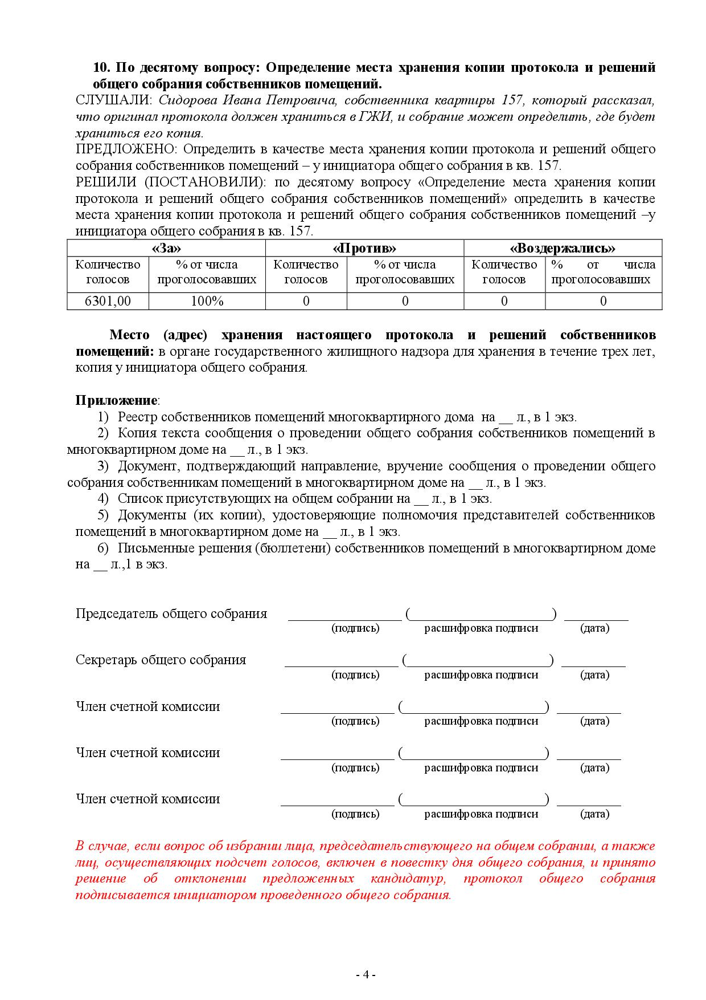 10. По десятому вопросу: Определение места хранения копии протокола и решений
общего собрания собственников помещений.
СЛУШАЛИ: Сидорова Ивана Петровича, собственника квартиры 157, который рассказал,
что оригинал протокола должен храниться в ГЖИ, и собрание может определить, где будет
храниться его копия.
ПРЕДЛОЖЕНО: Определить в качестве места хранения копии протокола и решений общего
собрания собственников помещений – у инициатора общего собрания в кв. 157.
РЕШИЛИ (ПОСТАНОВИЛИ): по десятому вопросу «Определение места хранения копии
протокола и решений общего собрания собственников помещений» определить в качестве
места хранения копии протокола и решений общего собрания собственников помещений –у
инициатора общего собрания в кв. 157.
«За» «Против» «Воздержались»
Количество % от числа Количество % от числа Количество % от числа
голосов проголосовавших голосов проголосовавших голосов проголосовавших
6301,00 100% 0 0 0 0
Место (адрес) хранения настоящего протокола и решений собственников
помещений: в органе государственного жилищного надзора для хранения в течение трех лет,
копия у инициатора общего собрания.
Приложение:
1) Реестр собственников помещений многоквартирного дома на __ л., в 1 экз.
2) Копия текста сообщения о проведении общего собрания собственников помещений в
многоквартирном доме на __ л., в 1 экз.
3) Документ, подтверждающий направление, вручение сообщения о проведении общего
собрания собственникам помещений в многоквартирном доме на __ л., в 1 экз.
4) Список присутствующих на общем собрании на __ л., в 1 экз.
5) Документы (их копии), удостоверяющие полномочия представителей собственников
помещений в многоквартирном доме на __ л., в 1 экз.
6) Письменные решения (бюллетени) собственников помещений в многоквартирном доме
на __ л.,1 в экз.
Председатель общего собрания ________________ (____________________) _________
(подпись) расшифровка подписи (дата)
Секретарь общего собрания ________________ (____________________) _________
(подпись) расшифровка подписи (дата)
Член счетной комиссии ________________ (____________________) _________
(подпись) расшифровка подписи (дата)
Член счетной комиссии ________________ (____________________) _________
(подпись) расшифровка подписи (дата)
Член счетной комиссии ________________ (____________________) _________
(подпись) расшифровка подписи (дата)
В случае, если вопрос об избрании лица, председательствующего на общем собрании, а также
лиц, осуществляющих подсчет голосов, включен в повестку дня общего собрания, и принято
решение об отклонении предложенных кандидатур, протокол общего собрания
подписывается инициатором проведенного общего собрания.
- 4 -